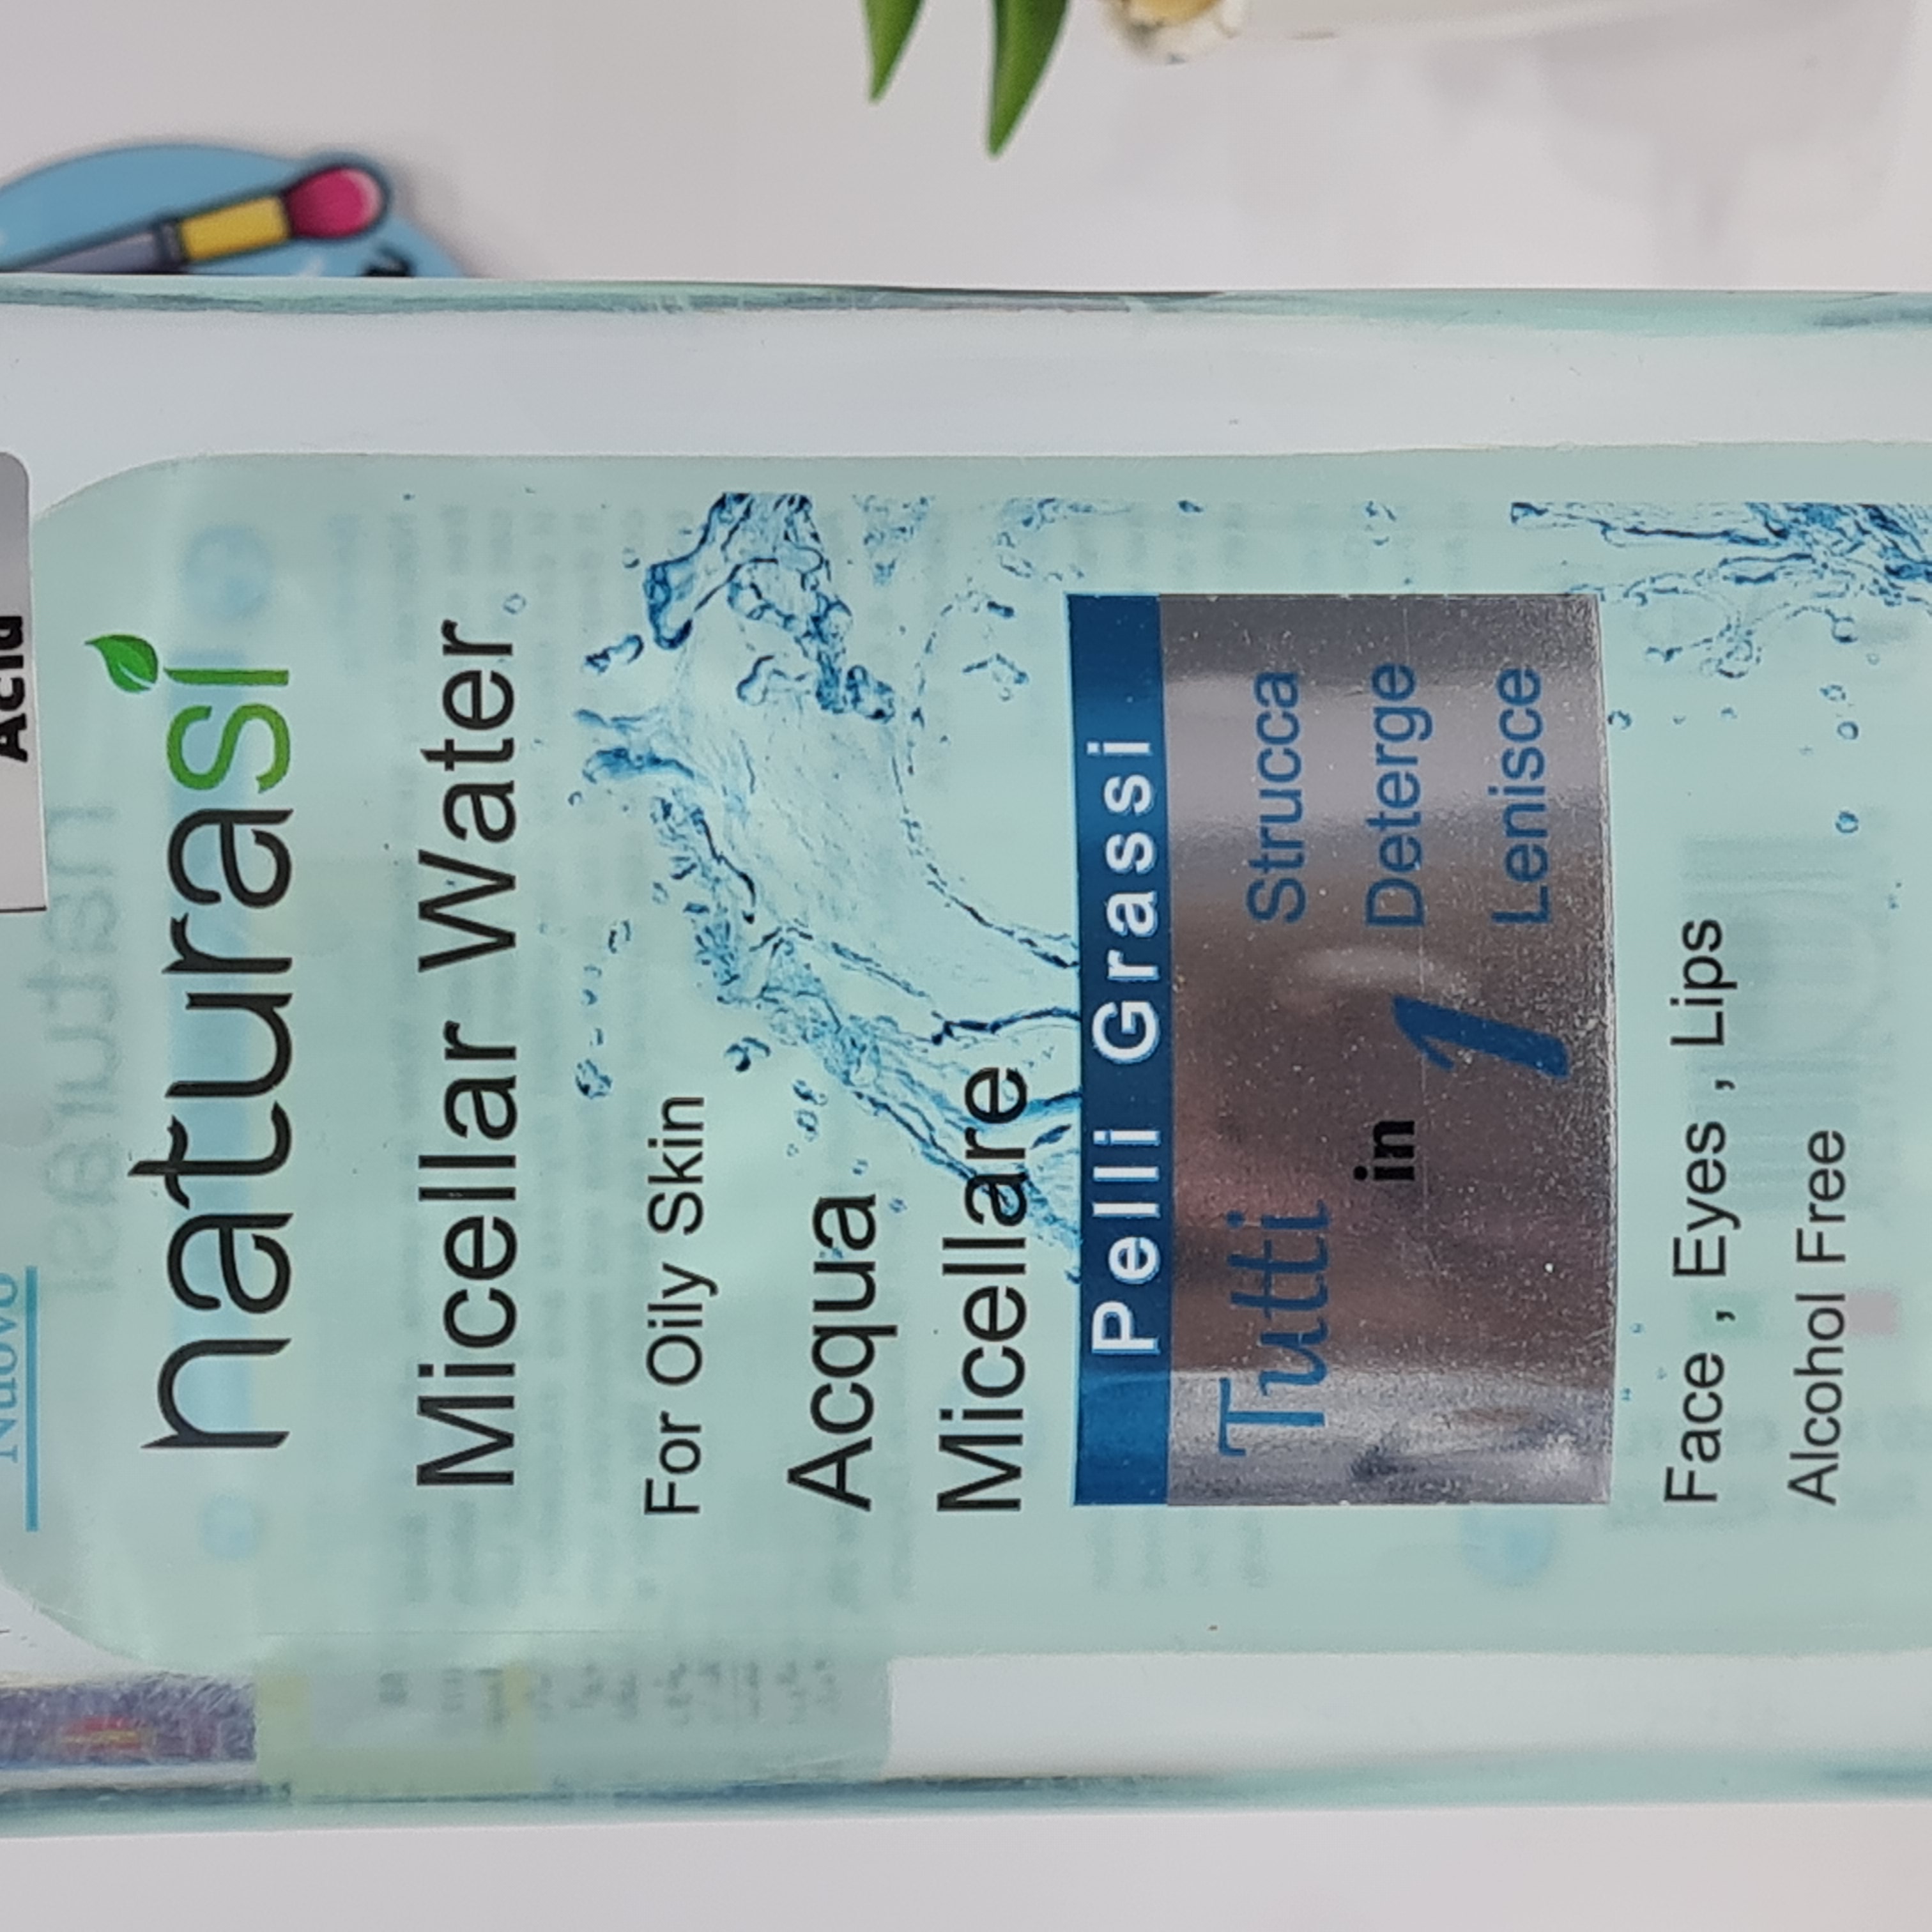 Acid
Nuovo
naturasi
Micellar Water
For Oily Skin
Acqua
Micellare
Pelli Grassi
Tutti
in
1
Strucca
Deterge
Lenisce
Face , Eyes , Lips
Alcohol Free